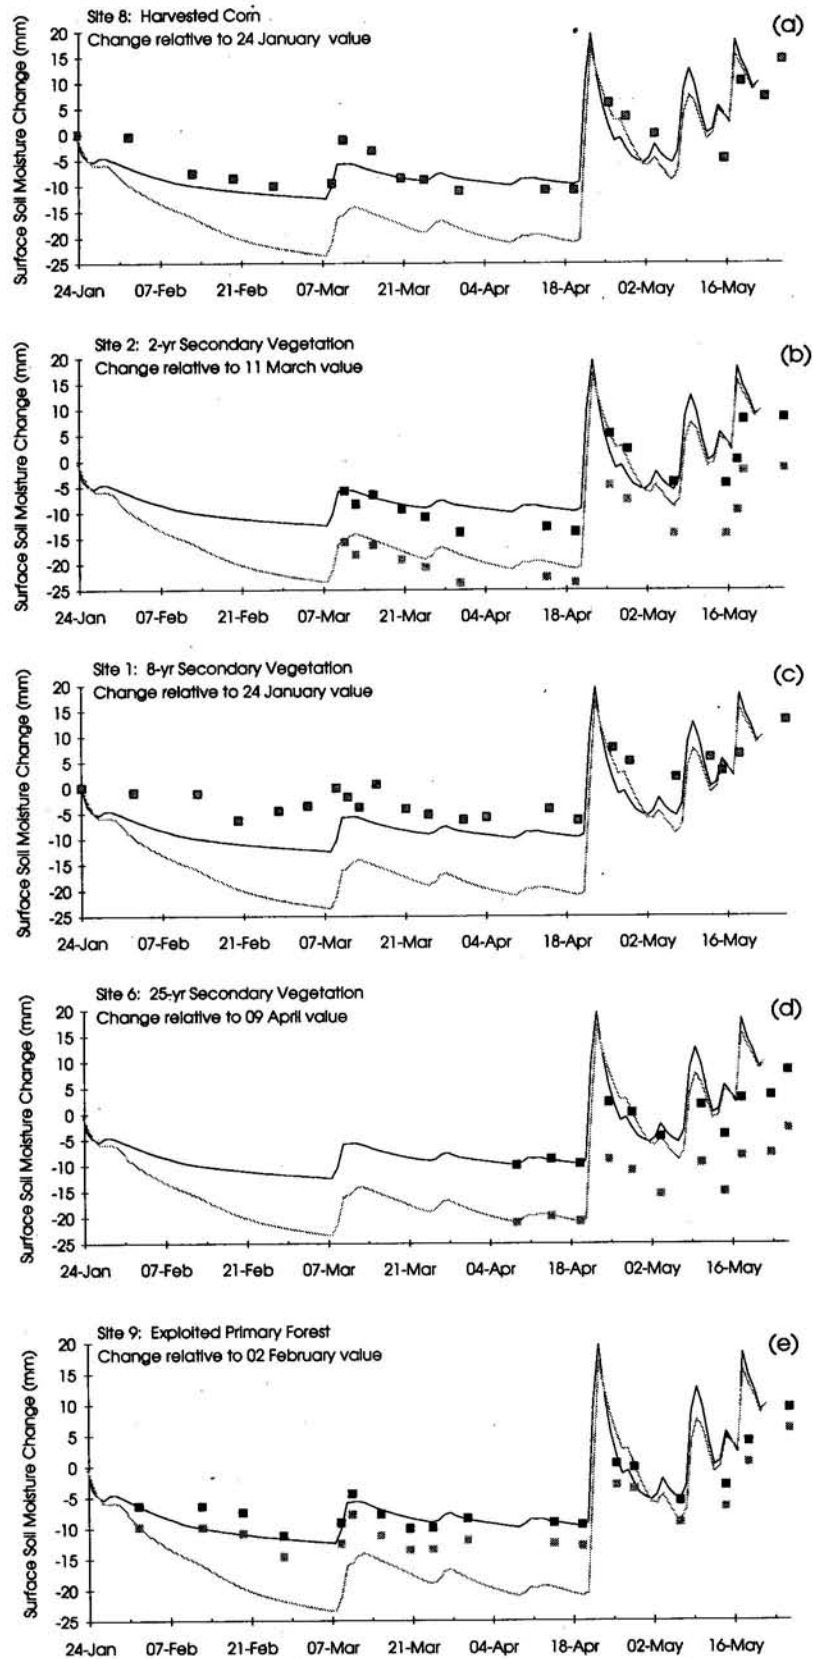 Site 8: Harvested Corn
(a)
Change relative to 24 January value
Surface Soil Moisture Change (mm)
20
15
10
5
0
-5
-10
-15
-20
-25
24-Jan 07-Feb 21-Feb 07-Mar 21-Mar 04-Apr 18-Apr 02-May 16-May
Site 2: 2-yr Secondary Vegetation
(b)
Change relative to 11 March value
Surface Soil Moisture Change (mm)
20
15
10
5
0
-5
-10
-15
-20
-25
24-Jan 07-Feb 21-Feb 07-Mar 21-Mar 04-Apr 18-Apr 02-May 16-May
Site 1: 8-yr Secondary Vegetation
(c)
Change relative to 24 January value
Surface Soil Moisture Change (mm)
20
15
10
5
0
-5
-10
-15
-20
-25
24-Jan 07-Feb 21-Feb 07-Mar 21-Mar 04-Apr 18-Apr 02-May 16-May
Site 6: 25-yr Secondary Vegetation
(d)
Change relative to 09 April value
Surface Soil Moisture Change (mm)
20
15
10
5
0
-5
-10
-15
-20
-25
24-Jan 07-Feb 21-Feb 07-Mar 21-Mar 04-Apr 18-Apr 02-May 16-May
Site 9: Exploited Primary Forest
(e)
Change relative to 02 February value
Surface Soil Moisture Change (mm)
20
15
10
5
0
-5
-10
-15
-20
-25
24-Jan 07-Feb 21-Feb 07-Mar 21-Mar 04-Apr 18-Apr 02-May 16-May